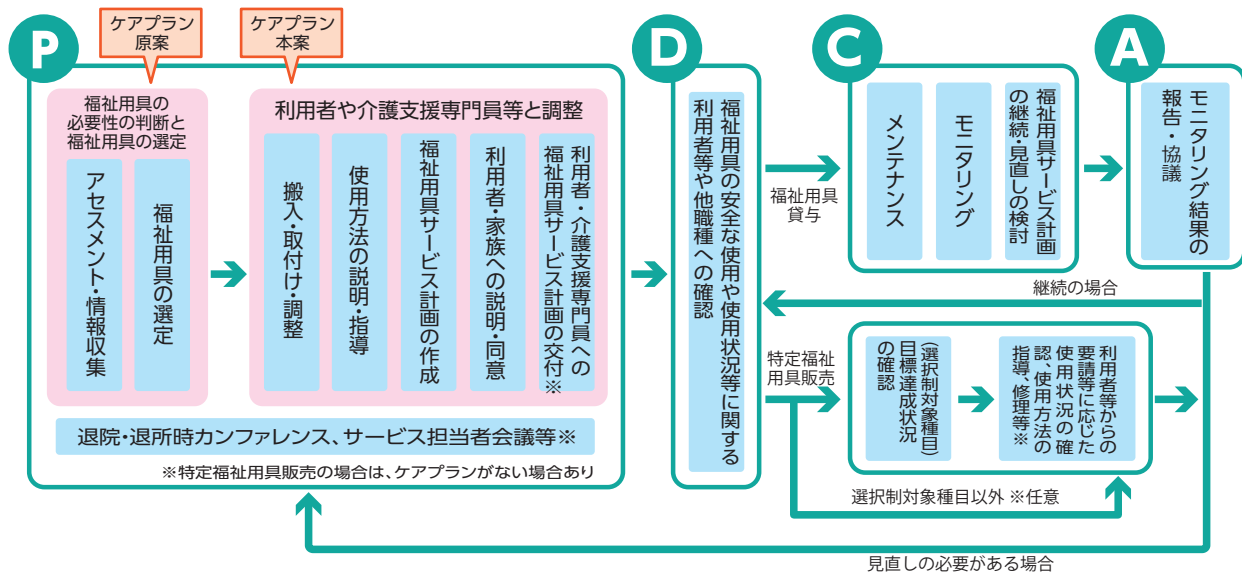 P
ケアプラン
原案
ケアプラン
本案
福祉用具の
必要性の判断と
福祉用具の選定
アセスメント・情報収集
福祉用具の選定
利用者や介護支援専門員等と調整
搬入・取付け・調整
使用方法の説明・指導
福祉用具サービス計画の作成
利用者・家族への説明・同意
利用者・介護支援専門員への
福祉用具サービス計画の交付※
退院・退所時カンファレンス、サービス担当者会議等※
※特定福祉用具販売の場合は、ケアプランがない場合あり
D
福祉用具の安全な使用や使用状況等に関する
利用者等や他職種への確認
福祉用具
貸与
C
メンテナンス
モニタリング
福祉用具サービス計画
の継続・見直しの検討
A
モニタリング結果の
報告・協議
継続の場合
特定福祉
用具販売
(選択制対象種目)
目標達成状況
の確認
利用者等からの
要請等に応じた
使用状況の確
認、使用方法の
指導、修理等※
選択制対象種目以外 ※任意
見直しの必要がある場合